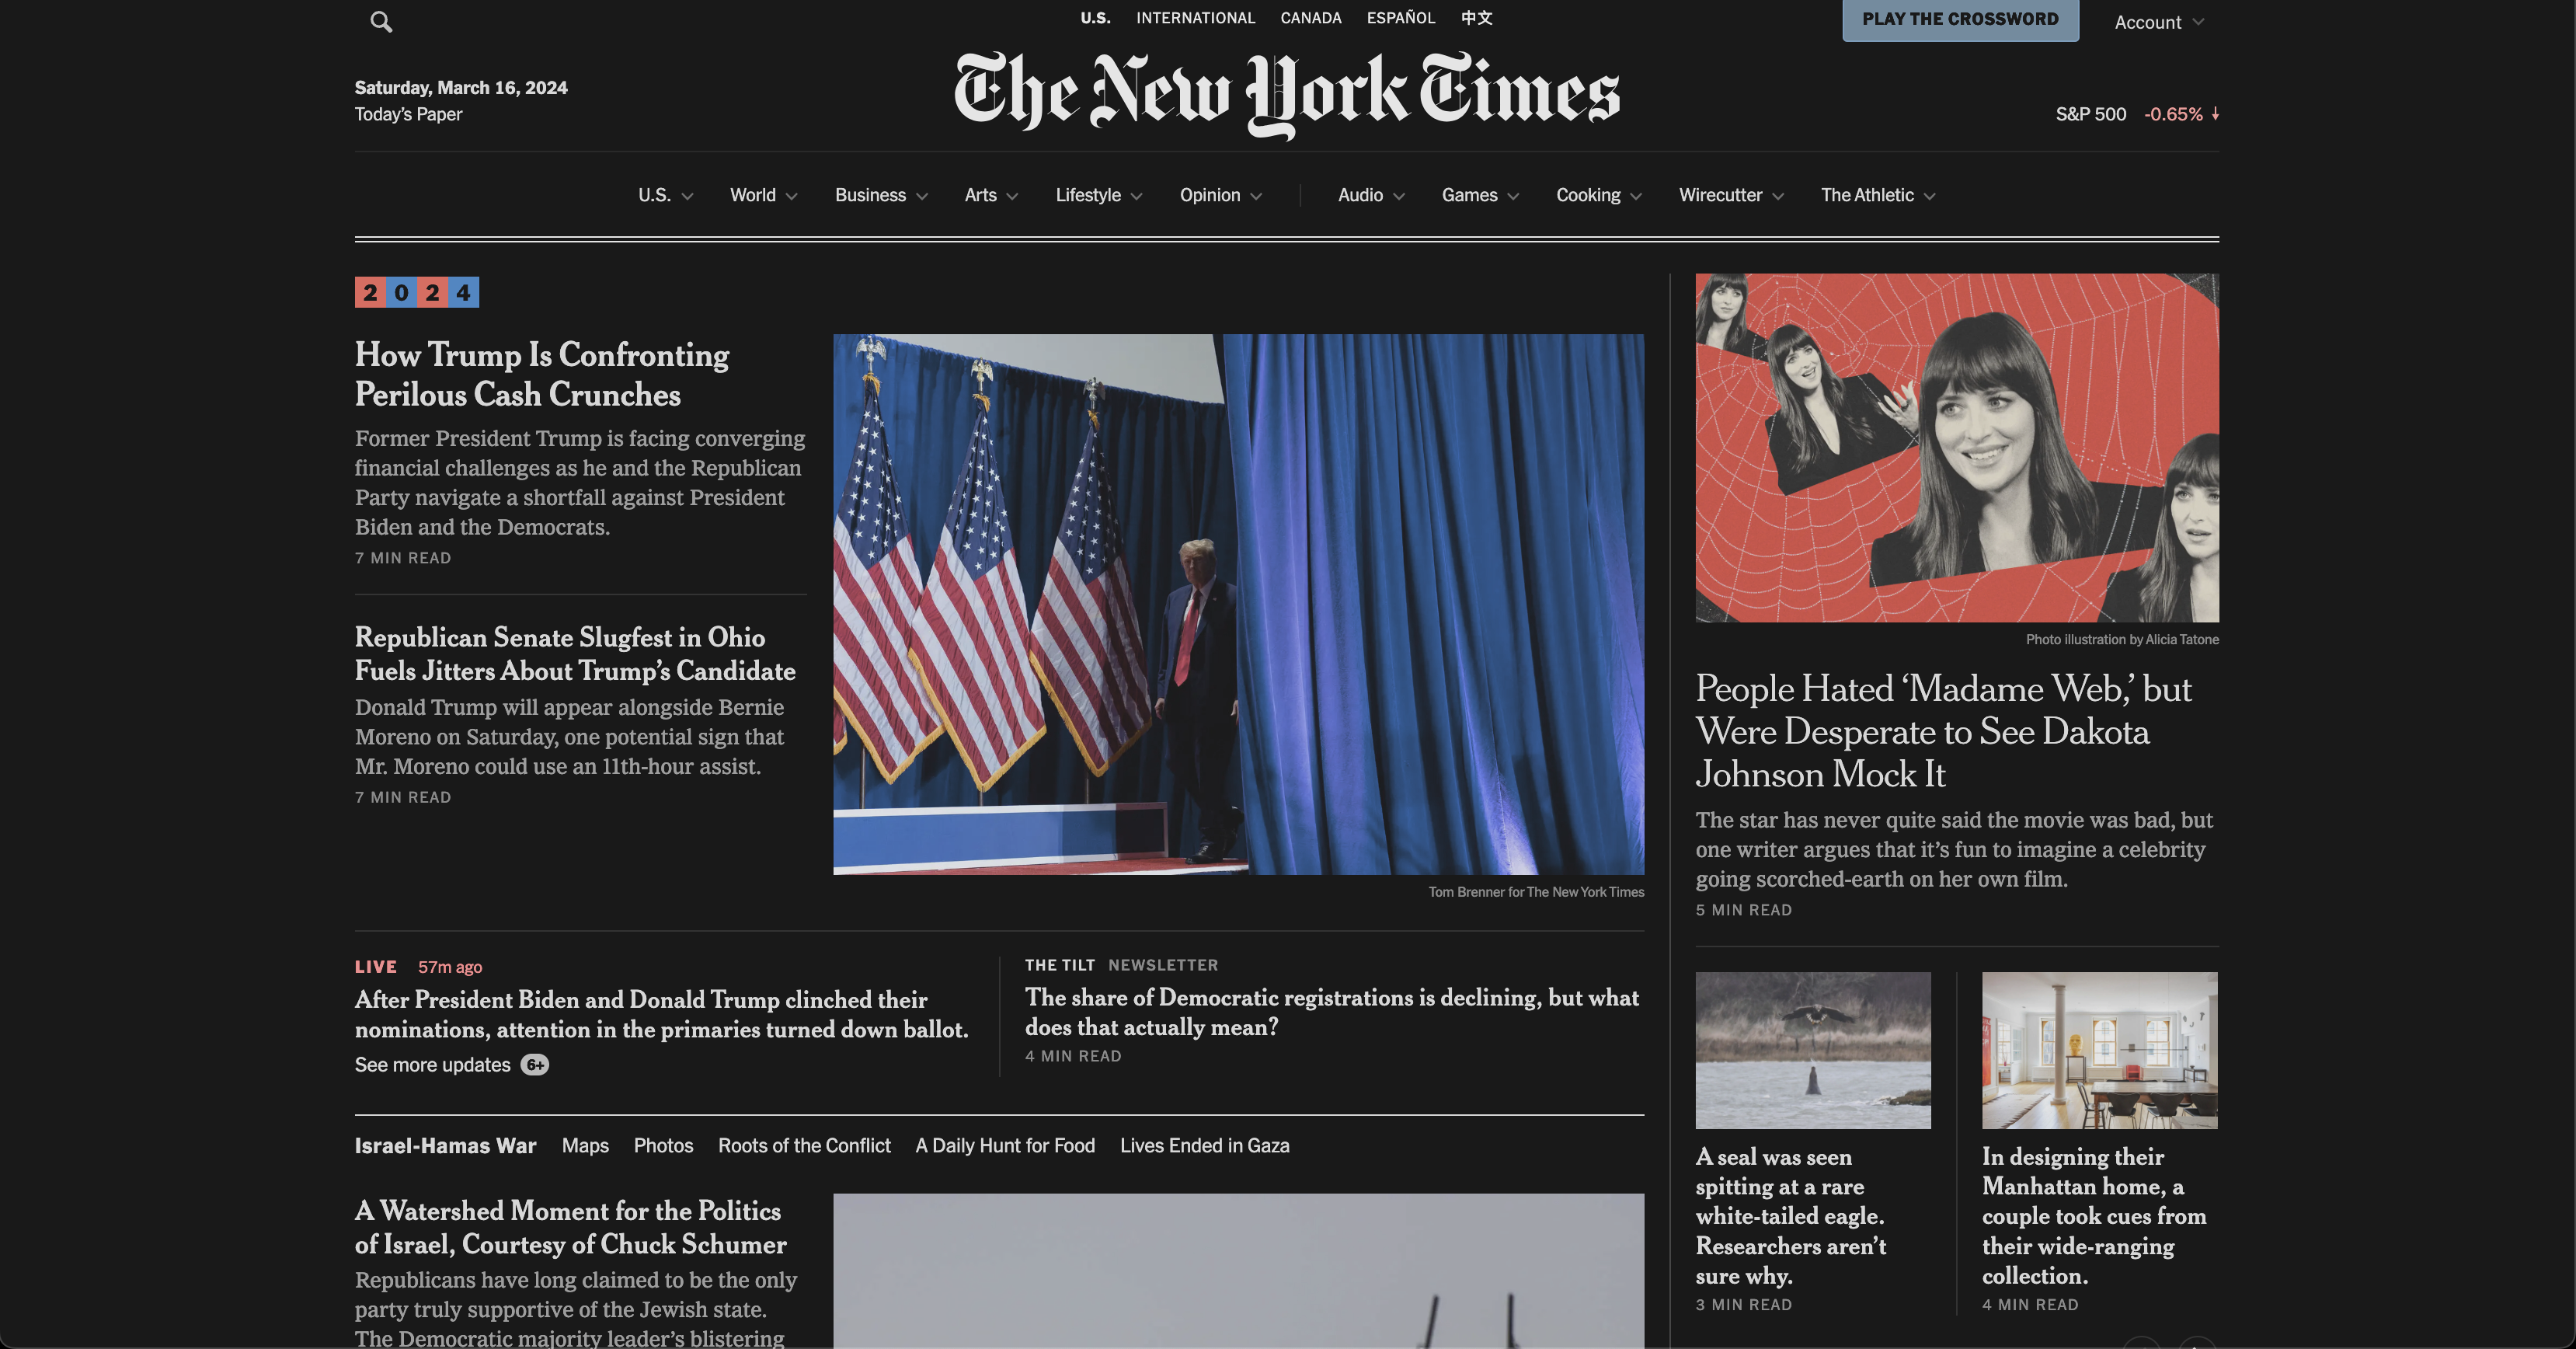 U.S. INTERNATIONAL CANADA ESPAÑOL 中文
PLAY THE CROSSWORD
Account
Saturday, March 16, 2024
Today's Paper
The New York Times
S&P 500 -0.65% ↓
U.S. World Business Arts Lifestyle Opinion Audio Games Cooking Wirecutter The Athletic
2024
How Trump Is Confronting
Perilous Cash Crunches
Former President Trump is facing converging
financial challenges as he and the Republican
Party navigate a shortfall against President
Biden and the Democrats.
7 MIN READ
Republican Senate Slugfest in Ohio
Fuels Jitters About Trump’s Candidate
Donald Trump will appear alongside Bernie
Moreno on Saturday, one potential sign that
Mr. Moreno could use an 11th-hour assist.
7 MIN READ
Tom Brenner for The New York Times
LIVE 57m ago
After President Biden and Donald Trump clinched their
nominations, attention in the primaries turned down ballot.
See more updates 6+
THE TILT NEWSLETTER
The share of Democratic registrations is declining, but what
does that actually mean?
4 MIN READ
Israel-Hamas War Maps Photos Roots of the Conflict A Daily Hunt for Food Lives Ended in Gaza
A Watershed Moment for the Politics
of Israel, Courtesy of Chuck Schumer
Republicans have long claimed to be the only
party truly supportive of the Jewish state.
The Democratic majority leader’s blistering
Photo illustration by Alicia Tatone
People Hated ‘Madame Web,’ but
Were Desperate to See Dakota
Johnson Mock It
The star has never quite said the movie was bad, but
one writer argues that it’s fun to imagine a celebrity
going scorched-earth on her own film.
5 MIN READ
A seal was seen
spitting at a rare
white-tailed eagle.
Researchers aren’t
sure why.
3 MIN READ
In designing their
Manhattan home, a
couple took cues from
their wide-ranging
collection.
4 MIN READ